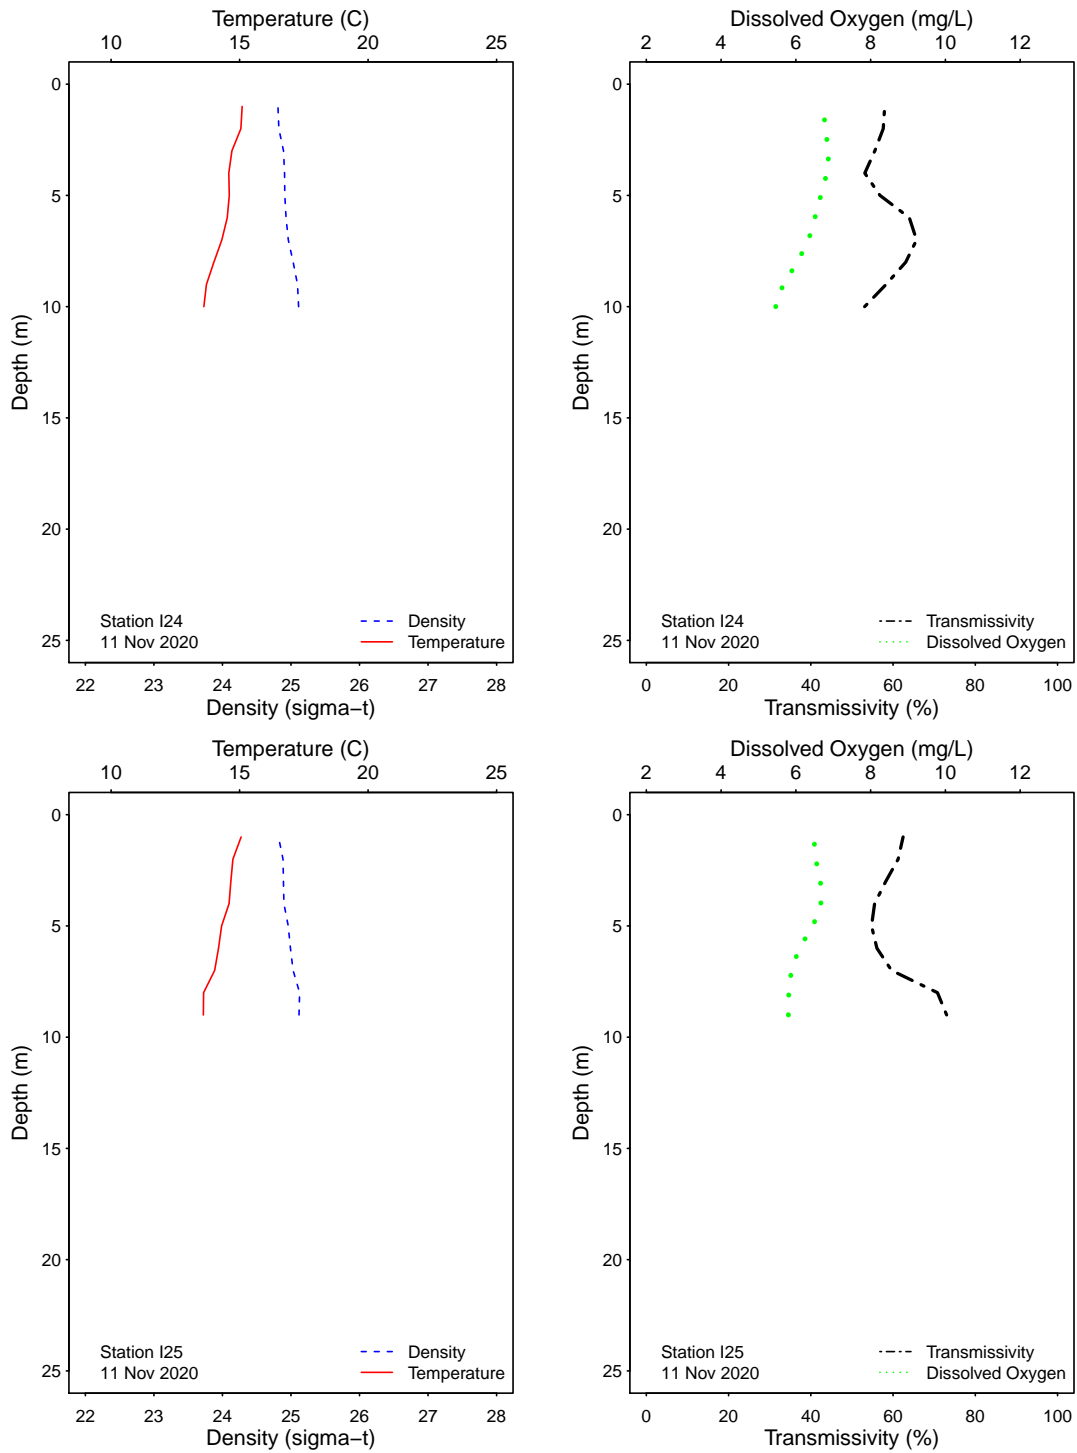 Temperature (C)
10 15 20 25
0
5
10
15
20
25
Depth (m)
Station I24
11 Nov 2020
Density
Temperature
22 23 24 25 26 27 28
Density (sigma−t)
Dissolved Oxygen (mg/L)
2 4 6 8 10 12
0
5
10
15
20
25
Depth (m)
Station I24
11 Nov 2020
Transmissivity
Dissolved Oxygen
0 20 40 60 80 100
Transmissivity (%)
Temperature (C)
10 15 20 25
0
5
10
15
20
25
Depth (m)
Station I25
11 Nov 2020
Density
Temperature
22 23 24 25 26 27 28
Density (sigma−t)
Dissolved Oxygen (mg/L)
2 4 6 8 10 12
0
5
10
15
20
25
Depth (m)
Station I25
11 Nov 2020
Transmissivity
Dissolved Oxygen
0 20 40 60 80 100
Transmissivity (%)